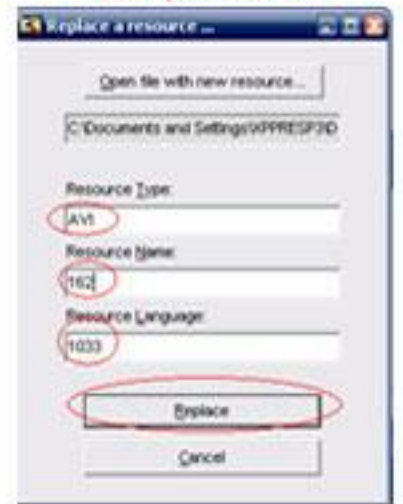 Replace a resource ...
Open file with new resource...
C:\Documents and Settings\XPPRESP3\D
Resource Type:
AVI
Resource Name:
162
Resource Language:
1033
Replace
Cancel